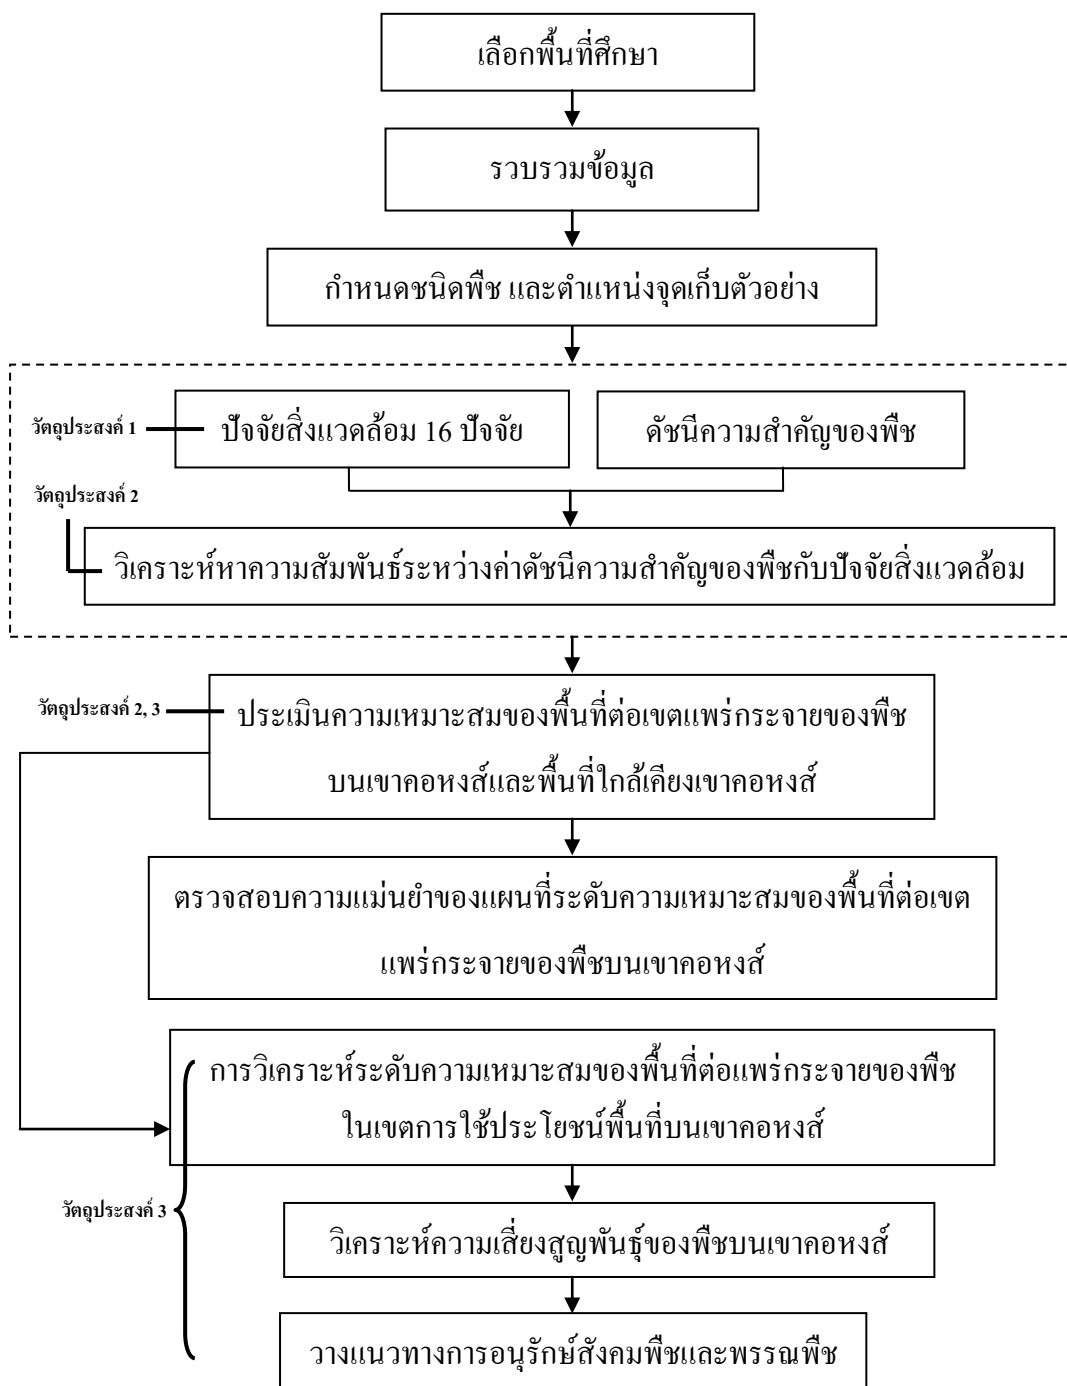 เลือกพื้นที่ศึกษา
รวบรวมข้อมูล
กำหนดชนิดพืช และตำแหน่งจุดเก็บตัวอย่าง
วัตถุประสงค์ 1
ปัจจัยสิ่งแวดล้อม 16 ปัจจัย
ดัชนีความสำคัญของพืช
วัตถุประสงค์ 2
วิเคราะห์หาความสัมพันธ์ระหว่างค่าดัชนีความสำคัญของพืชกับปัจจัยสิ่งแวดล้อม
วัตถุประสงค์ 2, 3
ประเมินความเหมาะสมของพื้นที่ต่อเขตแพร่กระจายของพืช
บนเขาคอหงส์และพื้นที่ใกล้เคียงเขาคอหงส์
ตรวจสอบความแม่นยำของแผนที่ระดับความเหมาะสมของพื้นที่ต่อเขต
แพร่กระจายของพืชบนเขาคอหงส์
การวิเคราะห์ระดับความเหมาะสมของพื้นที่ต่อแพร่กระจายของพืช
ในเขตการใช้ประโยชน์พื้นที่บนเขาคอหงส์
วัตถุประสงค์ 3
วิเคราะห์ความเสี่ยงสูญพันธุ์ของพืชบนเขาคอหงส์
วางแนวทางการอนุรักษ์สังคมพืชและพรรณพืช